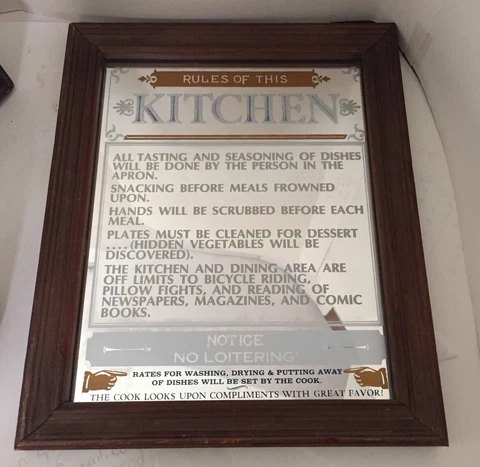 RULES OF THIS
KITCHEN
ALL TASTING AND SEASONING OF DISHES
WILL BE DONE BY THE PERSON IN THE
APRON.
SNACKING BEFORE MEALS FROWNED
UPON.
HANDS WILL BE SCRUBBED BEFORE EACH
MEAL.
PLATES MUST BE CLEANED FOR DESSERT
....(HIDDEN VEGETABLES WILL BE
DISCOVERED).
THE KITCHEN AND DINING AREA ARE
OFF LIMITS TO BICYCLE RIDING,
PILLOW FIGHTS, AND READING OF
NEWSPAPERS, MAGAZINES, AND COMIC
BOOKS.
NOTICE
NO LOITERING
RATES FOR WASHING, DRYING & PUTTING AWAY
OF DISHES WILL BE SET BY THE COOK.
THE COOK LOOKS UPON COMPLIMENTS WITH GREAT FAVOR!